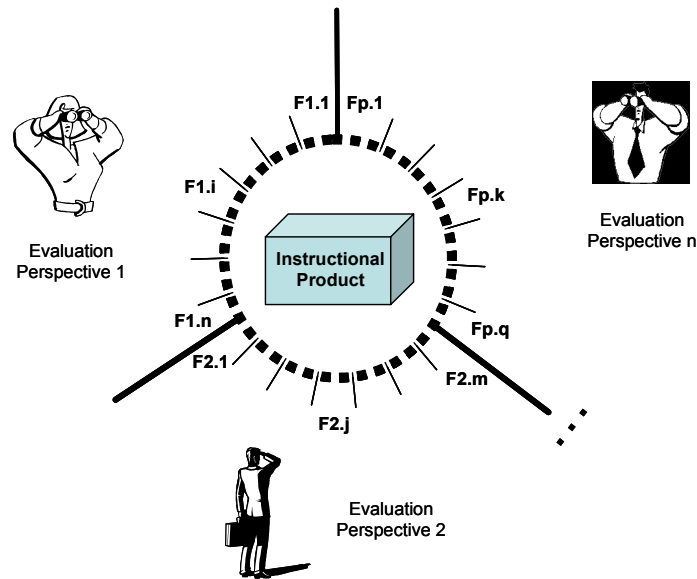 F1.1 Fp.1
F1.i
Fp.k
Evaluation
Perspective 1
Instructional
Product
Evaluation
Perspective n
F1.n
Fp.q
F2.1
F2.m
F2.j
Evaluation
Perspective 2